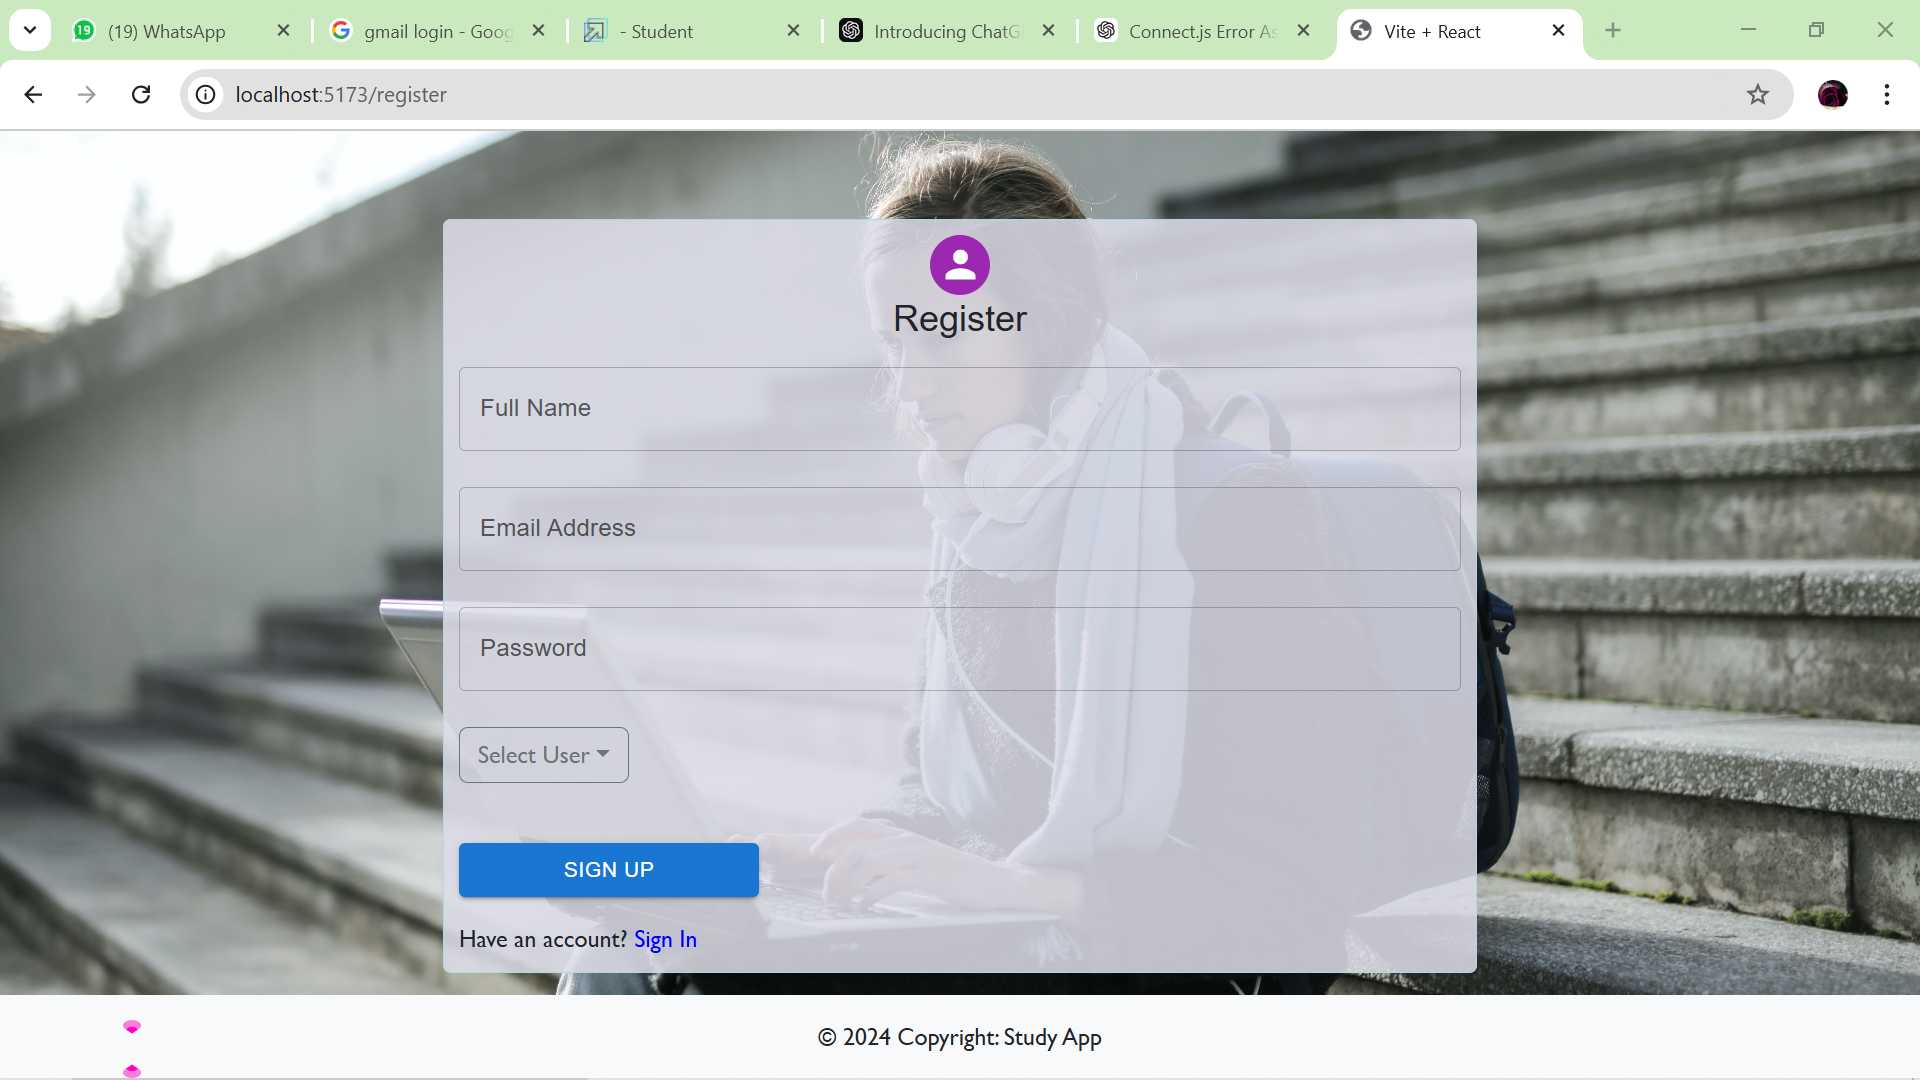 19
(19) WhatsApp
gmail login - Goog
- Student
Introducing ChatG
Connect.js Error As
Vite + React
localhost:5173/register
Register
Full Name
Email Address
Password
Select User
SIGN UP
Have an account? Sign In
© 2024 Copyright: Study App